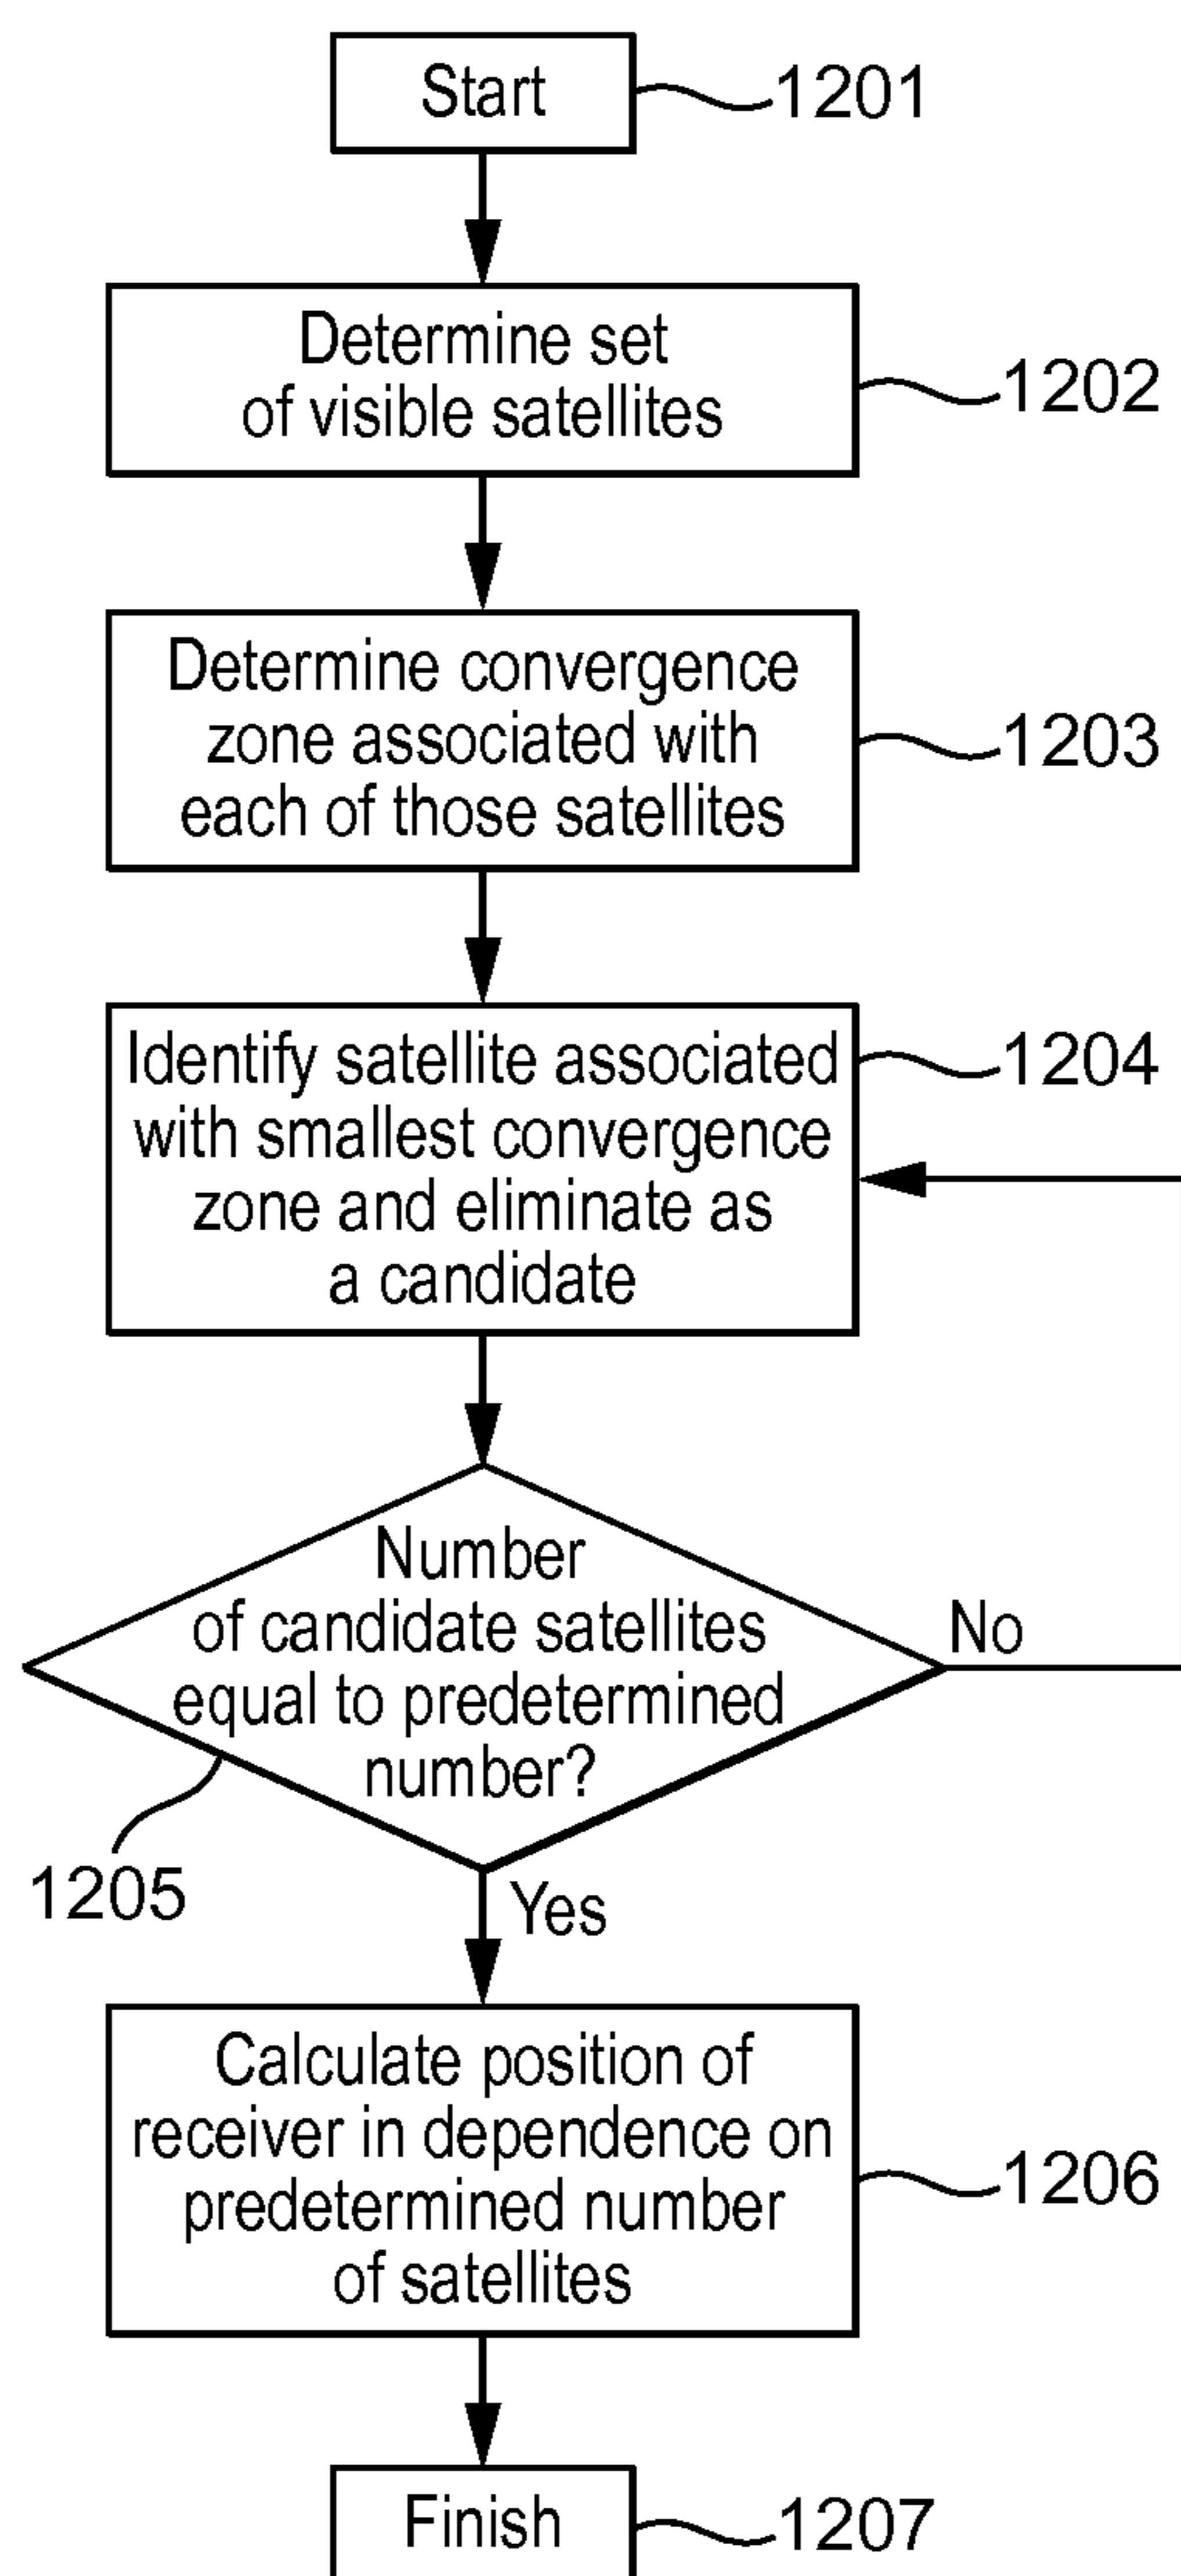 Start
1201
Determine set
of visible satellites
1202
Determine convergence
zone associated with
each of those satellites
1203
Identify satellite associated
with smallest convergence
zone and eliminate as
a candidate
1204
Number
of candidate satellites
equal to predetermined
number?
No
1205
Yes
Calculate position of
receiver in dependence on
predetermined number
of satellites
1206
Finish
1207